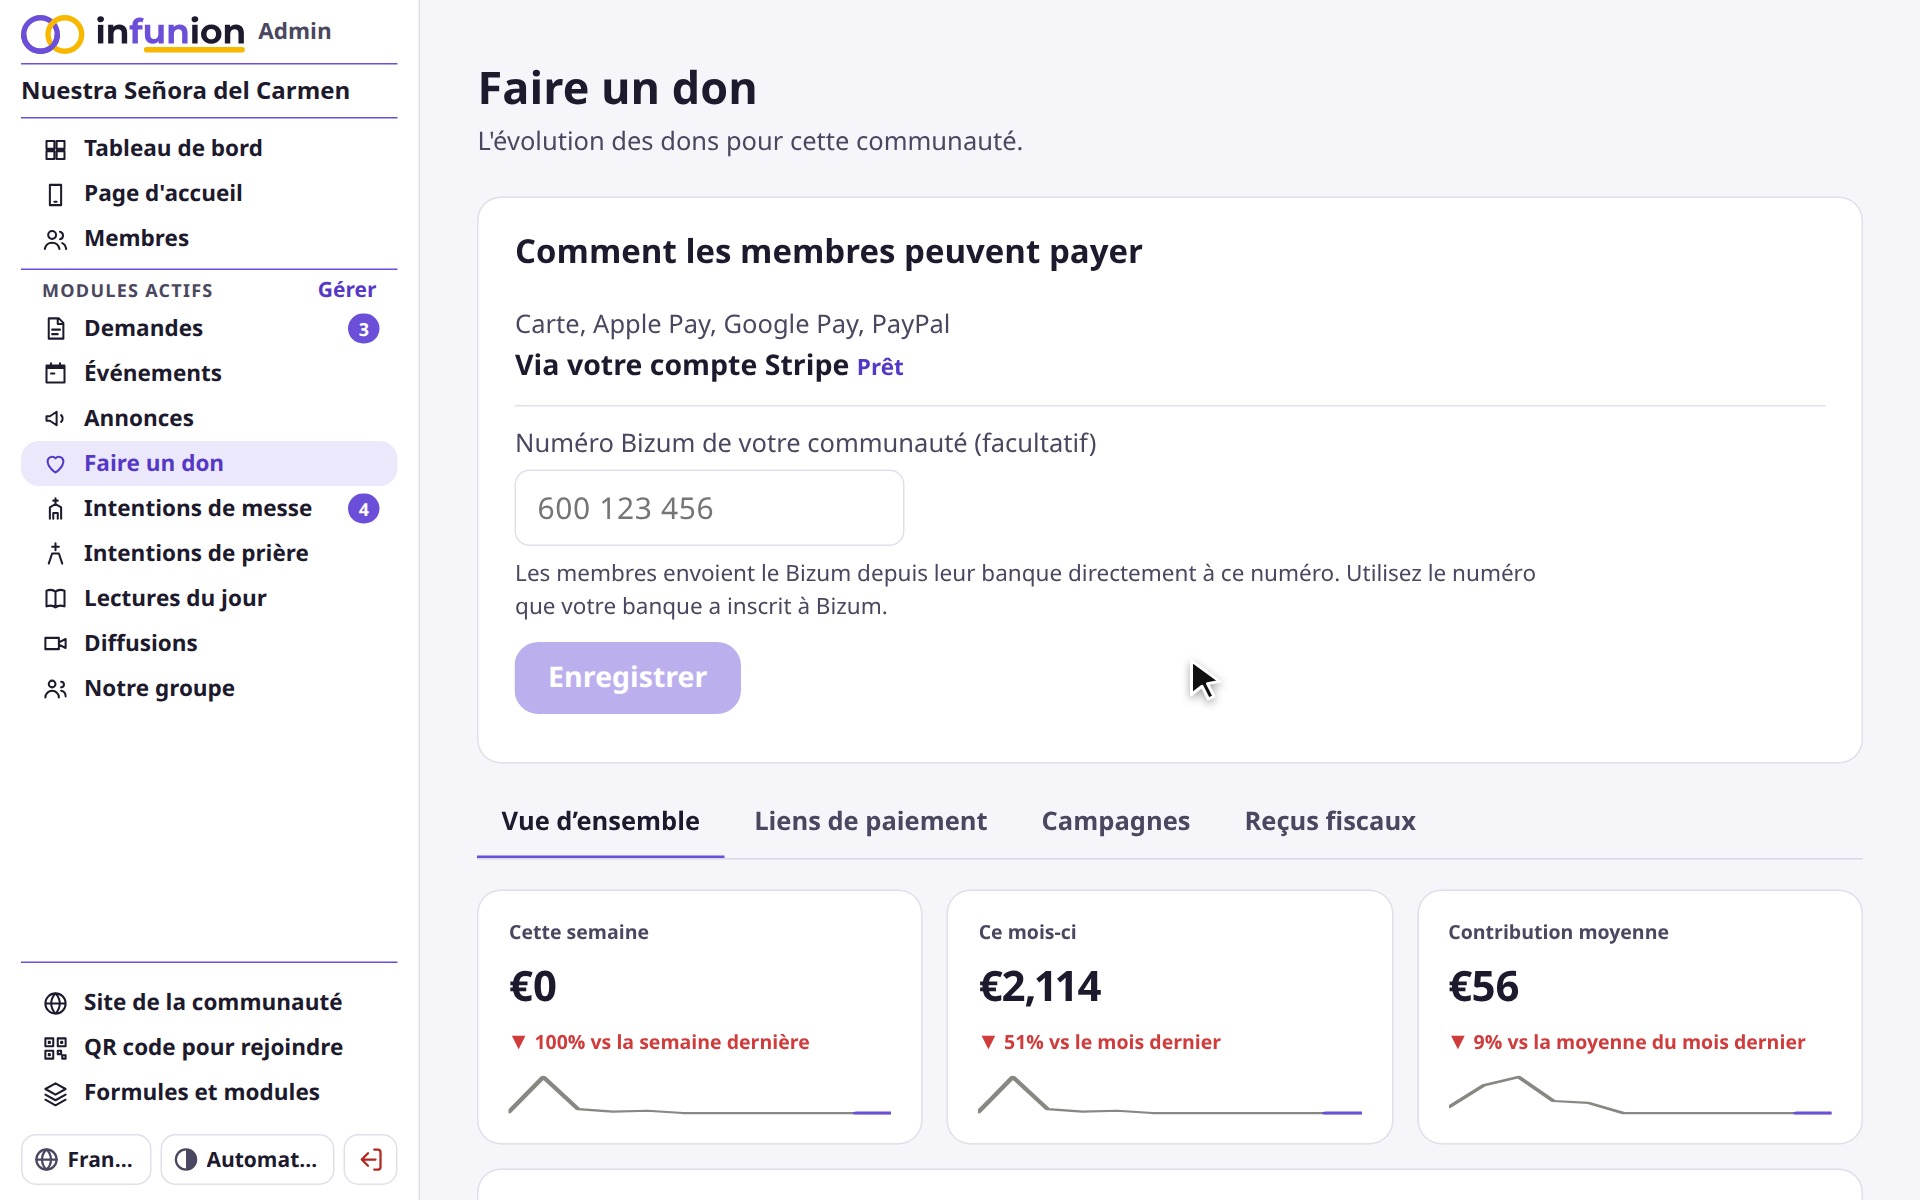 infunion Admin
Nuestra Señora del Carmen
Tableau de bord
Page d'accueil
Membres
MODULES ACTIFS Gérer
Demandes 3
Événements
Annonces
Faire un don
Intentions de messe 4
Intentions de prière
Lectures du jour
Diffusions
Notre groupe
Site de la communauté
QR code pour rejoindre
Formules et modules
Fran... Automat...
Faire un don
L'évolution des dons pour cette communauté.
Comment les membres peuvent payer
Carte, Apple Pay, Google Pay, PayPal
Via votre compte Stripe Prêt
Numéro Bizum de votre communauté (facultatif)
600 123 456
Les membres envoient le Bizum depuis leur banque directement à ce numéro. Utilisez le numéro
que votre banque a inscrit à Bizum.
Enregistrer
Vue d’ensemble Liens de paiement Campagnes Reçus fiscaux
Cette semaine
€0
▼ 100% vs la semaine dernière
Ce mois-ci
€2,114
▼ 51% vs le mois dernier
Contribution moyenne
€56
▼ 9% vs la moyenne du mois dernier